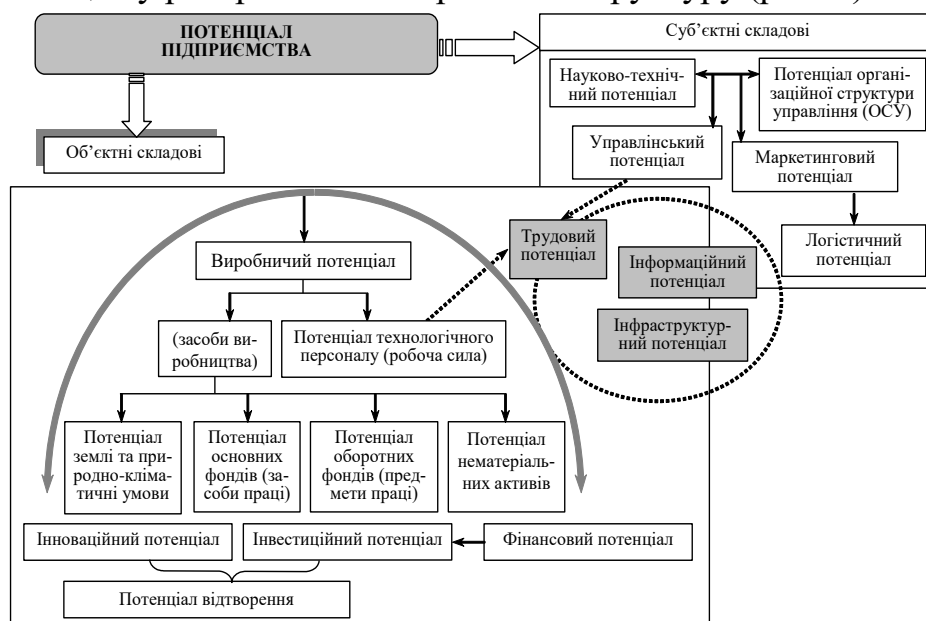 ПОТЕНЦІАЛ
ПІДПРИЄМСТВА
Суб’єктні складові
Науково-техніч-
ний потенціал
Потенціал органі-
заційної структури
управління (ОСУ)
Управлінський
потенціал
Маркетинговий
потенціал
Логістичний
потенціал
Об’єктні складові
Трудовий
потенціал
Інформаційний
потенціал
Інфраструктур-
ний потенціал
Виробничий потенціал
(засоби ви-
робництва)
Потенціал технологічного
персоналу (робоча сила)
Потенціал
землі та при-
родно-кліма-
тичні умови
Потенціал
основних
фондів (за-
соби праці)
Потенціал
оборотних
фондів (пред-
мети праці)
Потенціал
нематеріаль-
них активів
Інноваційний потенціал
Інвестиційний потенціал
Фінансовий потенціал
Потенціал відтворення